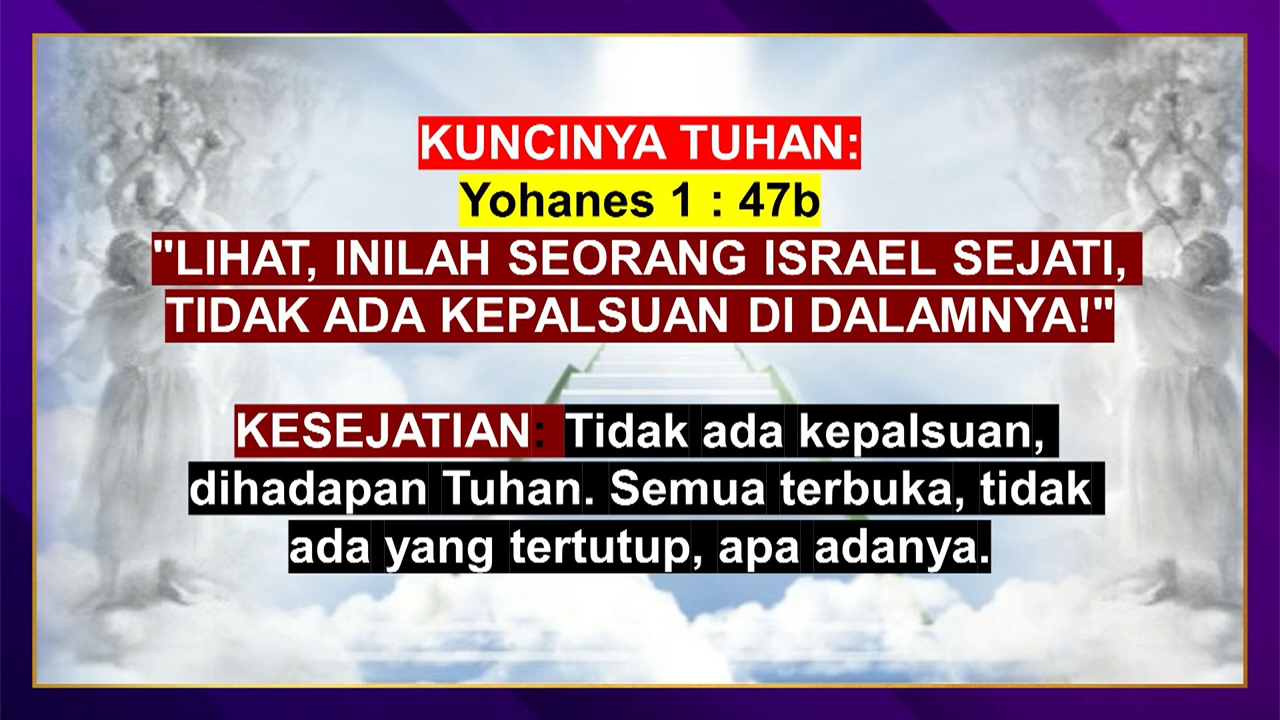 KUNCINYA TUHAN:
Yohanes 1 : 47b
"LIHAT, INILAH SEORANG ISRAEL SEJATI,
TIDAK ADA KEPALSUAN DI DALAMNYA!"
KESEJATIAN: Tidak ada kepalsuan,
dihadapan Tuhan. Semua terbuka, tidak
ada yang tertutup, apa adanya.